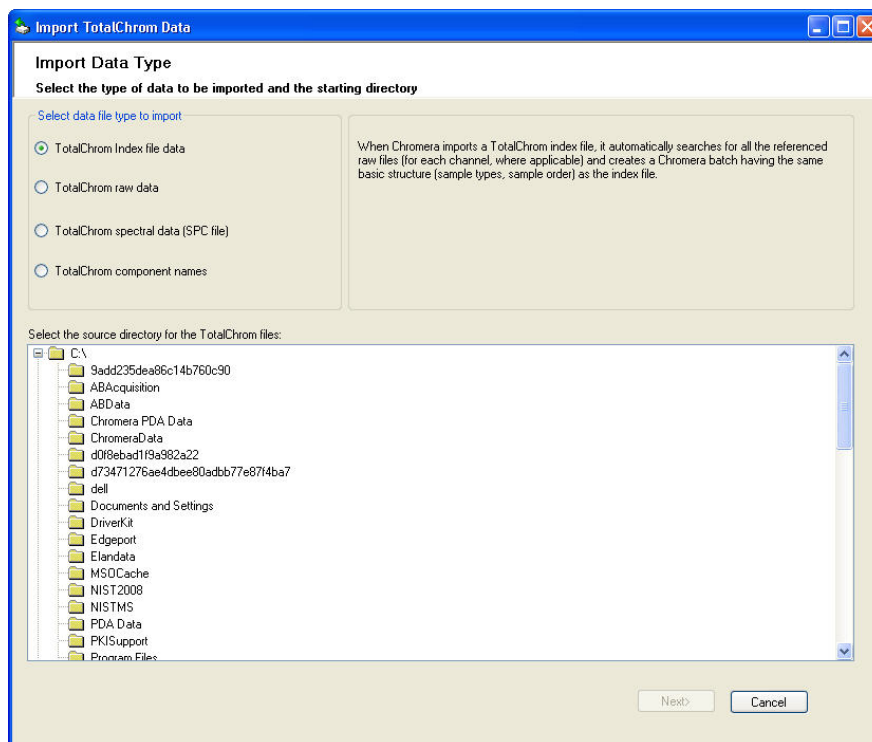 Import TotalChrom Data
Import Data Type
Select the type of data to be imported and the starting directory
Select data file type to import
TotalChrom Index file data
TotalChrom raw data
TotalChrom spectral data (SPC file)
TotalChrom component names
When Chromera imports a TotalChrom index file, it automatically searches for all the referenced
raw files (for each channel, where applicable) and creates a Chromera batch having the same
basic structure (sample types, sample order) as the index file.
Select the source directory for the TotalChrom files:
C:\
9add235dea86c14b760c90
ABAcquisition
ABData
Chromera PDA Data
ChromeraData
d0f8ebad1f9a982a22
d73471276ae4dbee80adbb77e87f4ba7
dell
Documents and Settings
DriverKit
Edgeport
Elandata
MSOCache
NIST2008
NISTMS
PDA Data
PKISupport
Program Files
Next>
Cancel